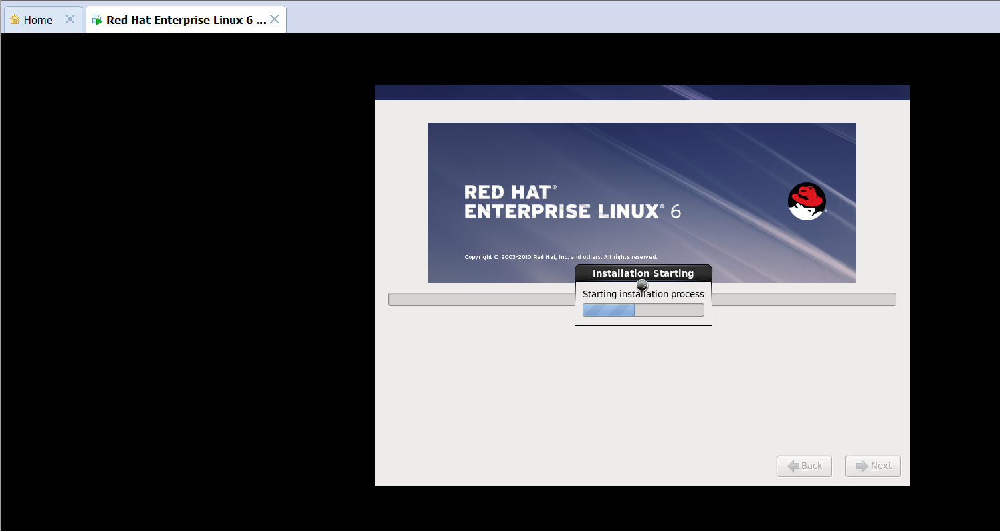 Home
Red Hat Enterprise Linux 6 ...
RED HAT®
ENTERPRISE LINUX® 6
Copyright © 2003-2010 Red Hat, Inc. and others. All rights reserved.
Installation Starting
Starting installation process
Back
Next